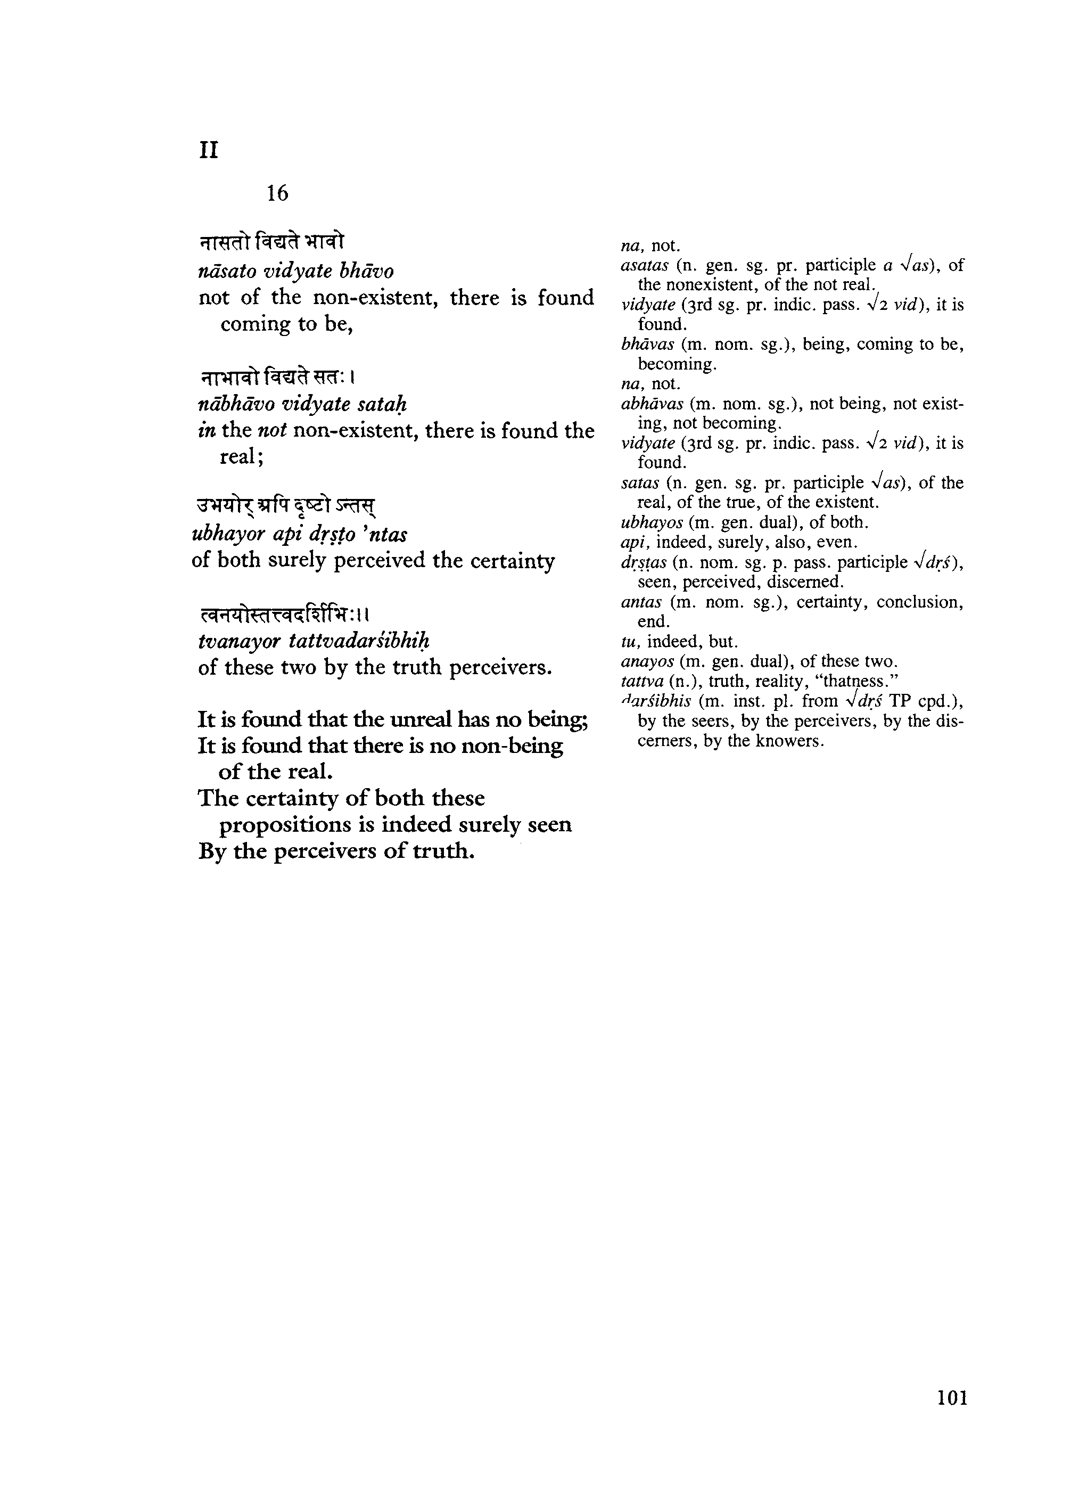 II
16
नासतो विद्यते भावो
nāsato vidyate bhāvo
not of the non-existent, there is found
coming to be,
नाभावो विद्यते सतः।
nābhāvo vidyate sataḥ
in the not non-existent, there is found the
real;
उभयोर् अपि दृष्टो ऽन्तस्
ubhayor api dṛṣṭo 'ntas
of both surely perceived the certainty
त्वनयोस्तत्त्वदर्शिभिः।।
tvanayor tattvadarśibhiḥ
of these two by the truth perceivers.
It is found that the unreal has no being;
It is found that there is no non-being
of the real.
The certainty of both these
propositions is indeed surely seen
By the perceivers of truth.
na, not.
asatas (n. gen. sg. pr. participle a √as), of
the nonexistent, of the not real.
vidyate (3rd sg. pr. indic. pass. √2 vid), it is
found.
bhāvas (m. nom. sg.), being, coming to be,
becoming.
na, not.
abhāvas (m. nom. sg.), not being, not exist-
ing, not becoming.
vidyate (3rd sg. pr. indic. pass. √2 vid), it is
found.
satas (n. gen. sg. pr. participle √as), of the
real, of the true, of the existent.
ubhayos (m. gen. dual), of both.
api, indeed, surely, also, even.
dṛṣṭas (n. nom. sg. p. pass. participle √dṛś),
seen, perceived, discerned.
antas (m. nom. sg.), certainty, conclusion,
end.
tu, indeed, but.
anayos (m. gen. dual), of these two.
tattva (n.), truth, reality, “thatness.”
darśibhis (m. inst. pl. from √dṛś TP cpd.),
by the seers, by the perceivers, by the dis-
cerners, by the knowers.
101